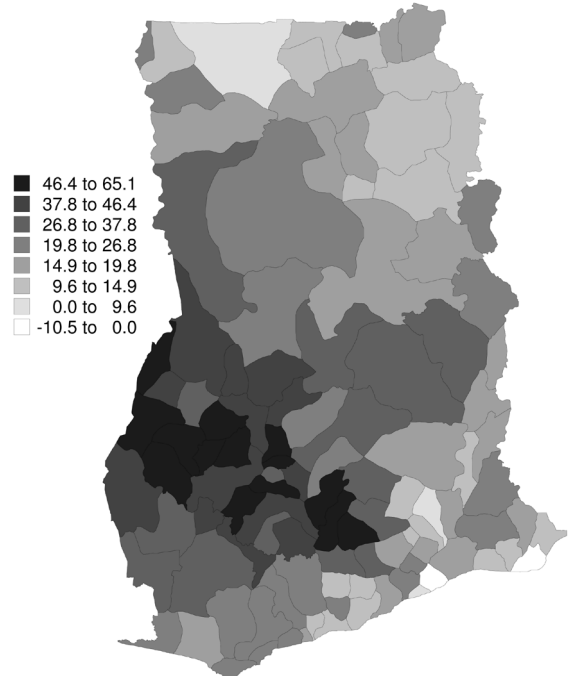 46.4 to 65.1
37.8 to 46.4
26.8 to 37.8
19.8 to 26.8
14.9 to 19.8
9.6 to 14.9
0.0 to 9.6
-10.5 to 0.0